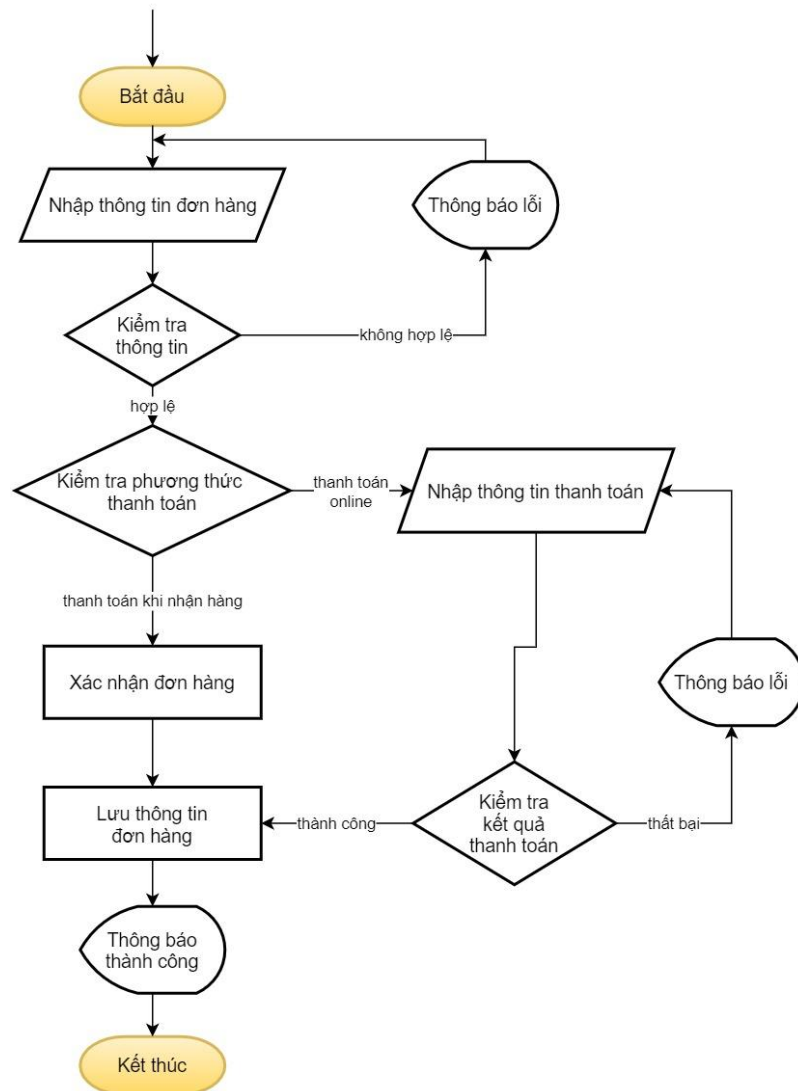 Bắt đầu
Nhập thông tin đơn hàng
Thông báo lỗi
Kiểm tra
thông tin
không hợp lệ
hợp lệ
Kiểm tra phương thức
thanh toán
thanh toán
online
Nhập thông tin thanh toán
thanh toán khi nhận hàng
Xác nhận đơn hàng
Thông báo lỗi
Lưu thông tin
đơn hàng
thành công
Kiểm tra
kết quả
thanh toán
thất bại
Thông báo
thành công
Kết thúc